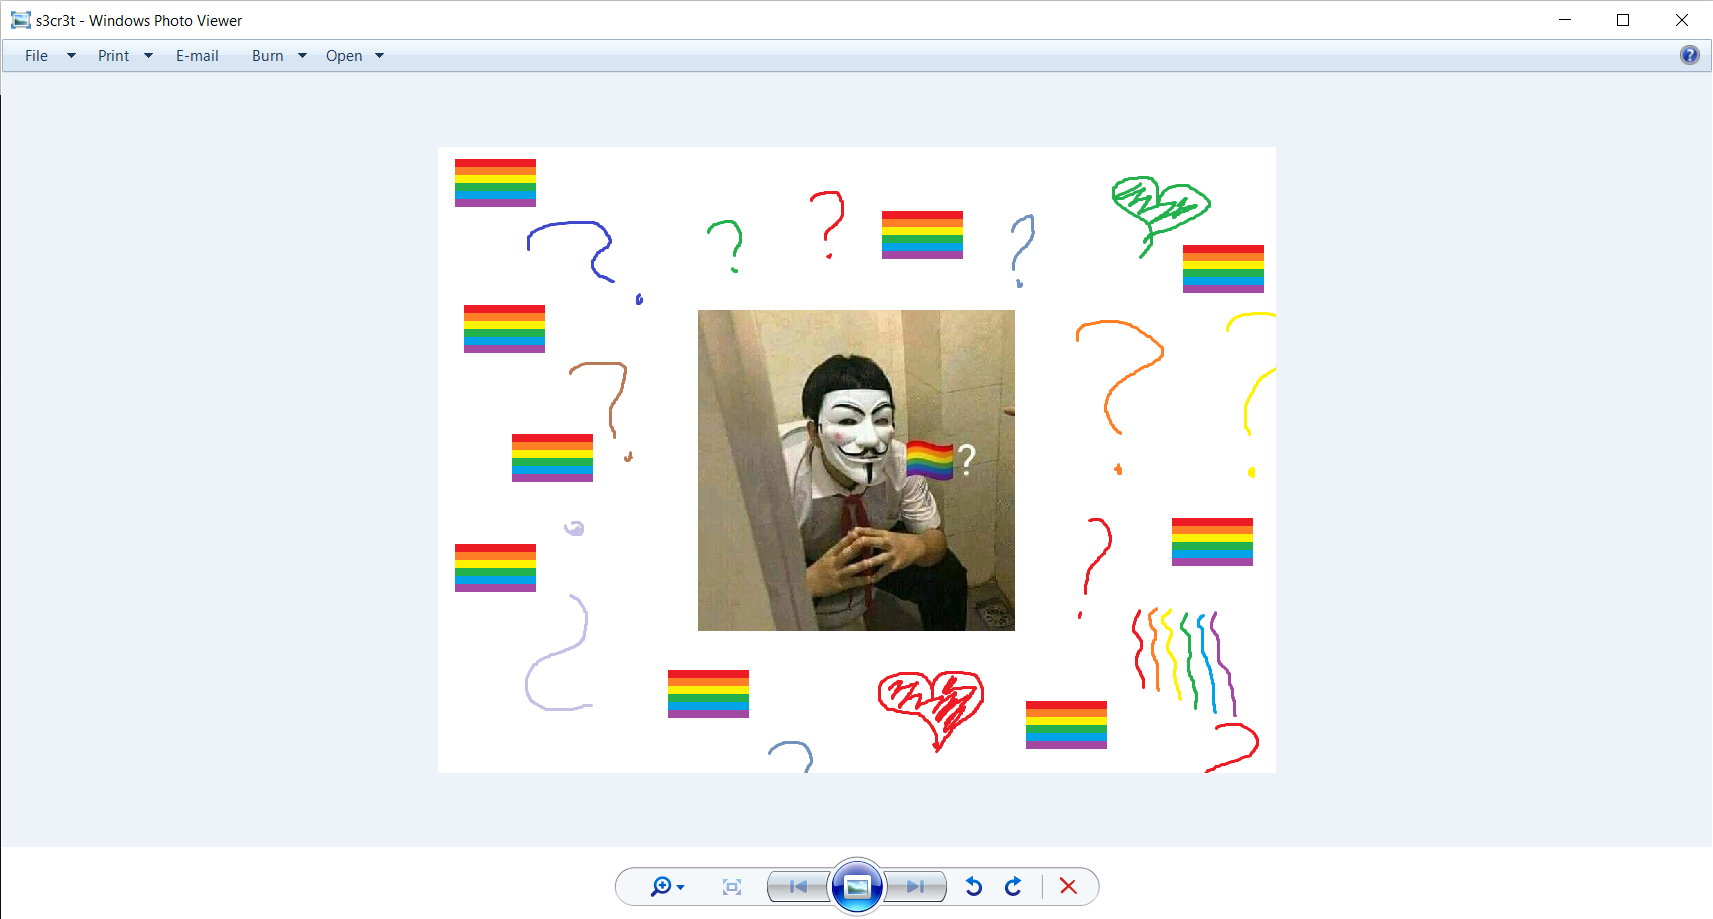 s3cr3t - Windows Photo Viewer
File Print E-mail Burn Open
?
? ? ? ?
? ? ?
🏳️‍🌈?
?
?
? ?